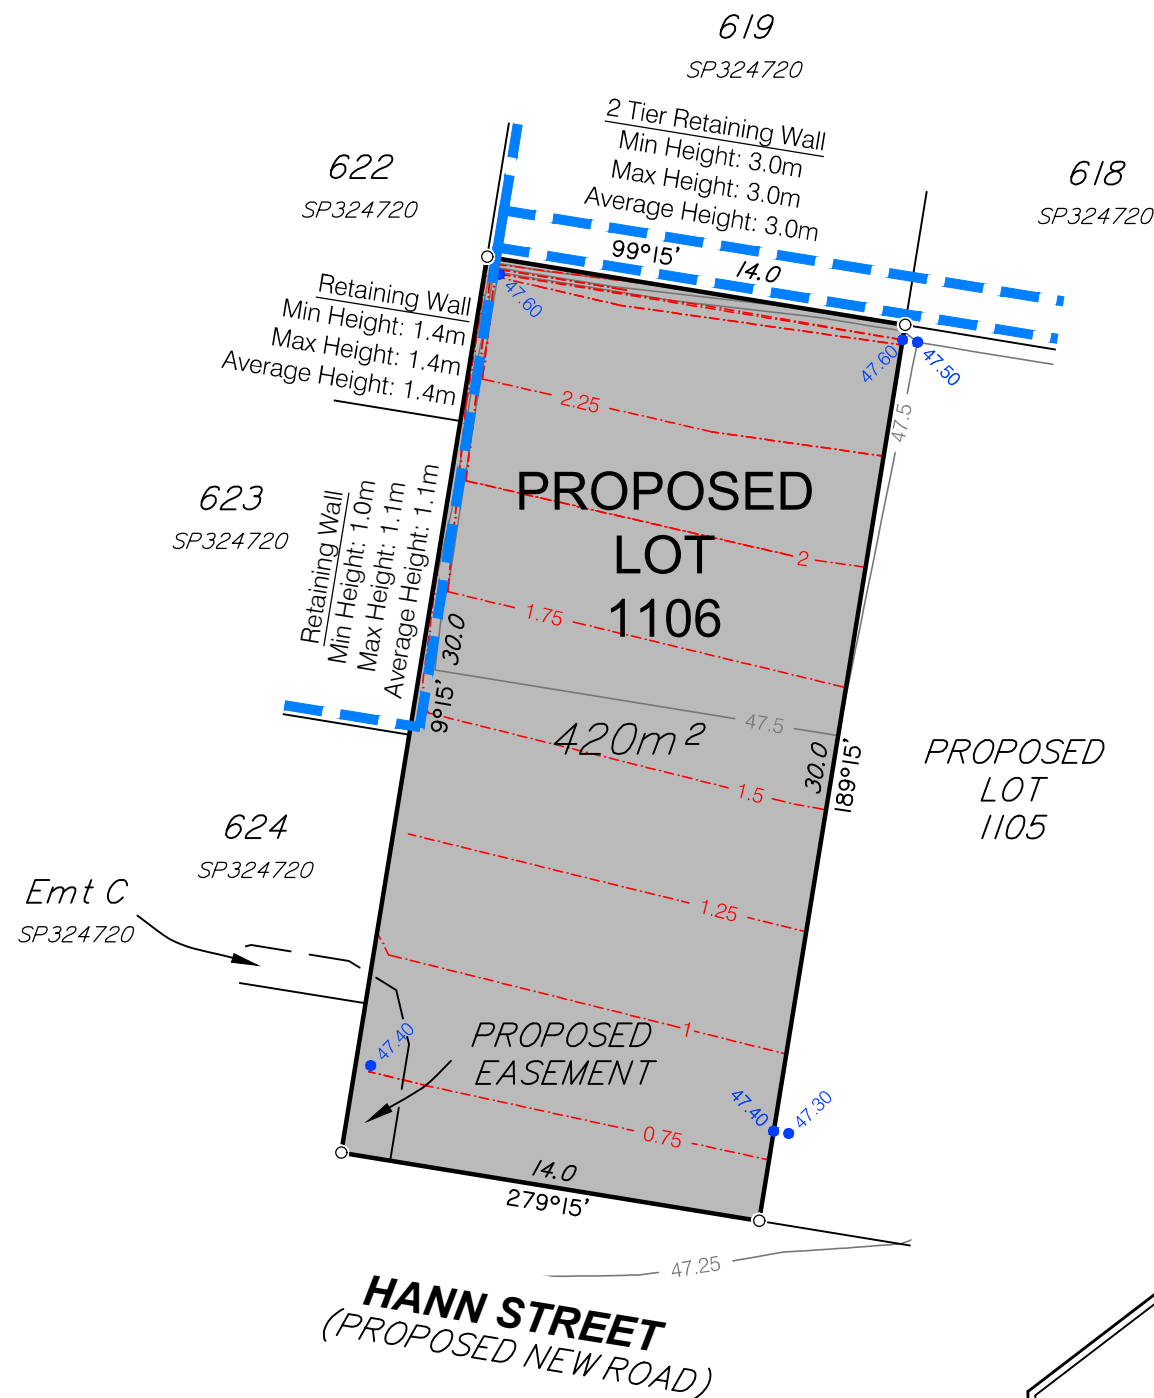 619
SP324720
2 Tier Retaining Wall
Min Height: 3.0m
Max Height: 3.0m
Average Height: 3.0m
622
SP324720
618
SP324720
99°15'
14.0
Retaining Wall
Min Height: 1.4m
Max Height: 1.4m
Average Height: 1.4m
47.60
47.60
47.50
2.25
47.5
PROPOSED
LOT
1106
623
SP324720
Retaining Wall
Min Height: 1.0m
Max Height: 1.1m
Average Height: 1.1m
2
1.75
30.0
9°15'
47.5
420m²
30.0
189°15'
PROPOSED
LOT
1105
1.5
624
SP324720
1.25
Emt C
SP324720
1
PROPOSED
EASEMENT
47.40
47.40
47.30
0.75
14.0
279°15'
47.25
HANN STREET
(PROPOSED NEW ROAD)